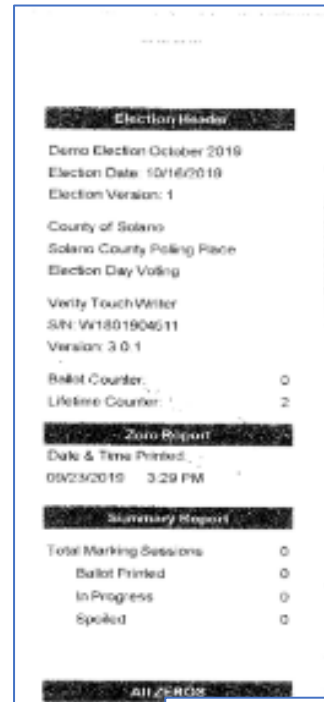 Election Header
Demo Election October 2019
Election Date: 10/16/2019
Election Version: 1
County of Solano
Solano County Polling Place
Election Day Voting
Verity TouchWriter
S/N: W1801904511
Version: 3.0.1
Ballot Counter: 0
Lifetime Counter: 2
Zero Report
Date & Time Printed:
09/23/2019 3:29 PM
Summary Report
Total Marking Sessions 0
Ballot Printed 0
In Progress 0
Spoiled 0
All ZEROS